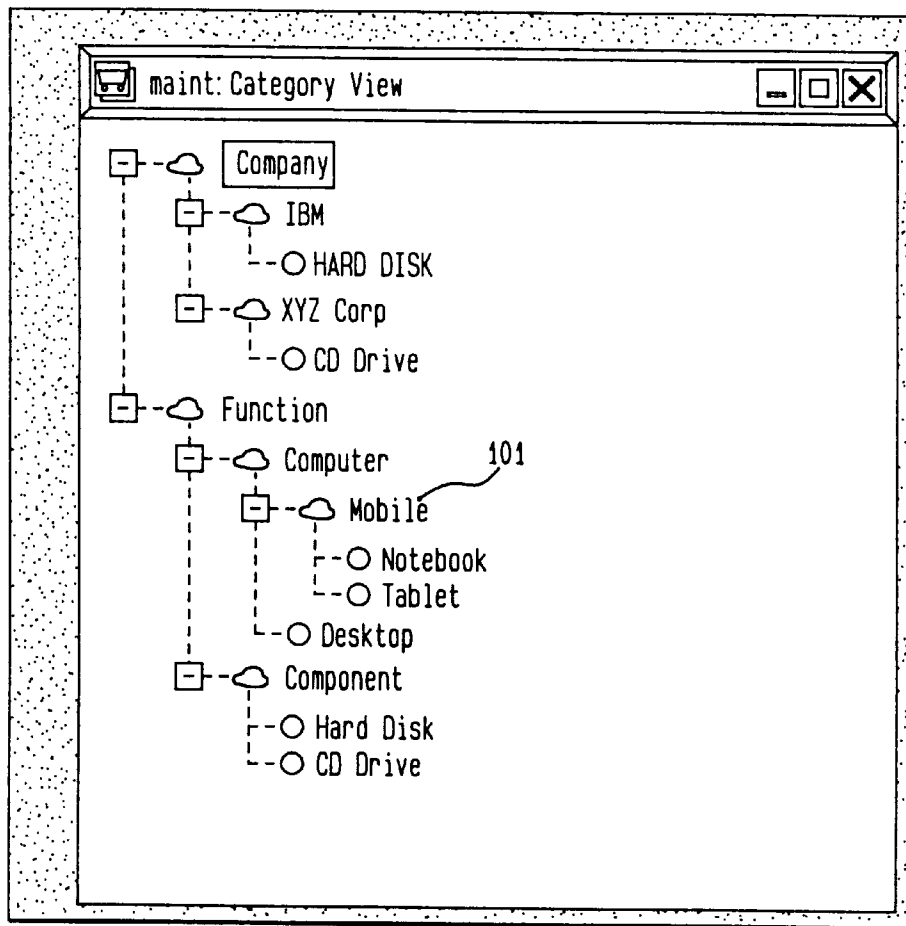 maint: Category View
Company
IBM
HARD DISK
XYZ Corp
CD Drive
Function
Computer
101
Mobile
Notebook
Tablet
Desktop
Component
Hard Disk
CD Drive